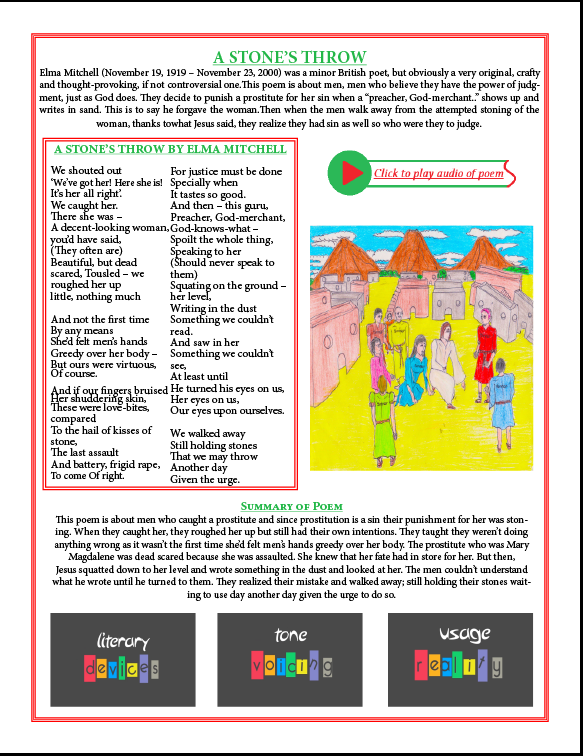 A STONE'S THROW
Elma Mitchell (November 19, 1919 – November 23, 2000) was a minor British poet, but obviously a very original, crafty
and thought-provoking, if not controversial one.This poem is about men, men who believe they have the power of judg-
ment, just as God does. They decide to punish a prostitute for her sin when a “preacher, God-merchant..” shows up and
writes in sand. This is to say he forgave the woman.Then when the men walk away from the attempted stoning of the
woman, thanks towhat Jesus said, they realize they had sin as well so who were they to judge.
A STONE'S THROW BY ELMA MITCHELL
We shouted out
‘We’ve got her! Here she is!
It’s her all right’.
We caught her.
There she was –
A decent-looking woman,
you’d have said,
(They often are)
Beautiful, but dead
scared, Tousled – we
roughed her up
little, nothing much
And not the first time
By any means
She’d felt men’s hands
Greedy over her body –
But ours were virtuous,
Of course.
And if our fingers bruised
Her shuddering skin,
These were love-bites,
compared
To the hail of kisses of
stone,
The last assault
And battery, frigid rape,
To come Of right.
For justice must be done
Specially when
It tastes so good.
And then – this guru,
Preacher, God-merchant,
God-knows-what –
Spoilt the whole thing,
Speaking to her
(Should never speak to
them)
Squating on the ground –
her level,
Writing in the dust
Something we couldn’t
read.
And saw in her
Something we couldn’t
see,
At least until
He turned his eyes on us,
Her eyes on us,
Our eyes upon ourselves.
We walked away
Still holding stones
That we may throw
Another day
Given the urge.
Click to play audio of poem
Summary of Poem
This poem is about men who caught a prostitute and since prostitution is a sin their punishment for her was ston-
ing. When they caught her, they roughed her up but still had their own intentions. They taught they weren’t doing
anything wrong as it wasn’t the first time she’d felt men’s hands greedy over her body. The prostitute who was Mary
Magdalene was dead scared because she was assaulted. She knew that her fate had in store for her. But then,
Jesus squatted down to her level and wrote something in the dust and looked at her. The men couldn’t understand
what he wrote until he turned to them. They realized their mistake and walked away; still holding their stones wait-
ing to use day another day given the urge to do so.
literary
devices
tone
voicing
usage
reality